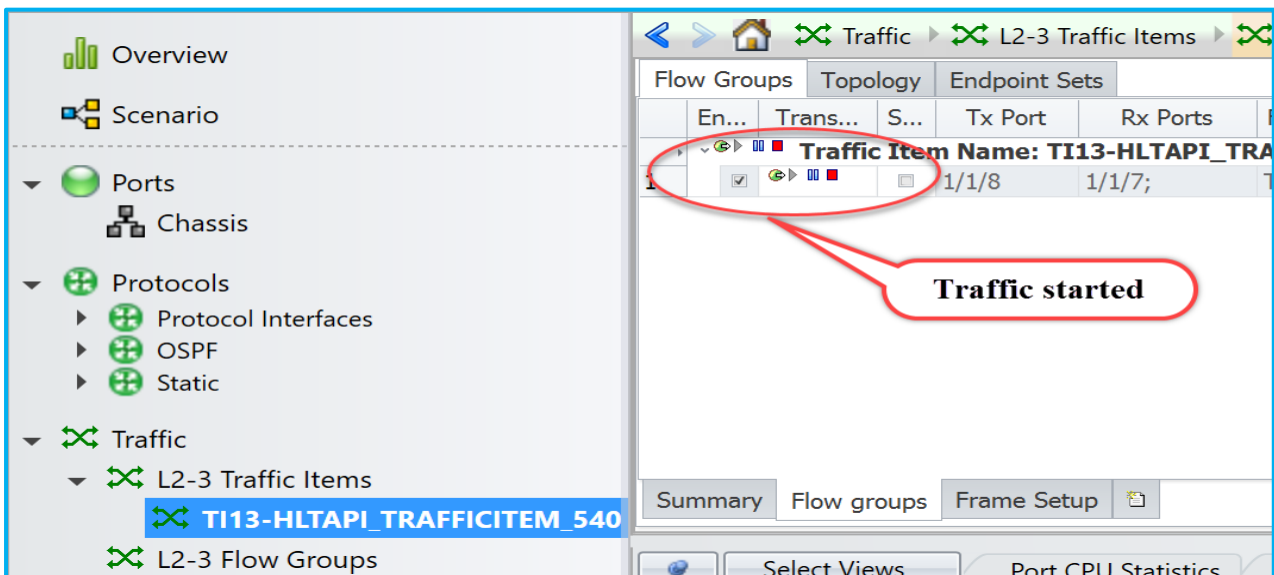 Overview
Scenario
Ports
Chassis
Protocols
Protocol Interfaces
OSPF
Static
Traffic
L2-3 Traffic Items
TI13-HLTAPI_TRAFFICITEM_540
L2-3 Flow Groups
Traffic L2-3 Traffic Items
Flow Groups Topology Endpoint Sets
En... Trans... S... Tx Port Rx Ports
Traffic Item Name: TI13-HLTAPI_TRA
1 1/1/8 1/1/7;
Traffic started
Summary Flow groups Frame Setup
Select Views Port CPU Statistics